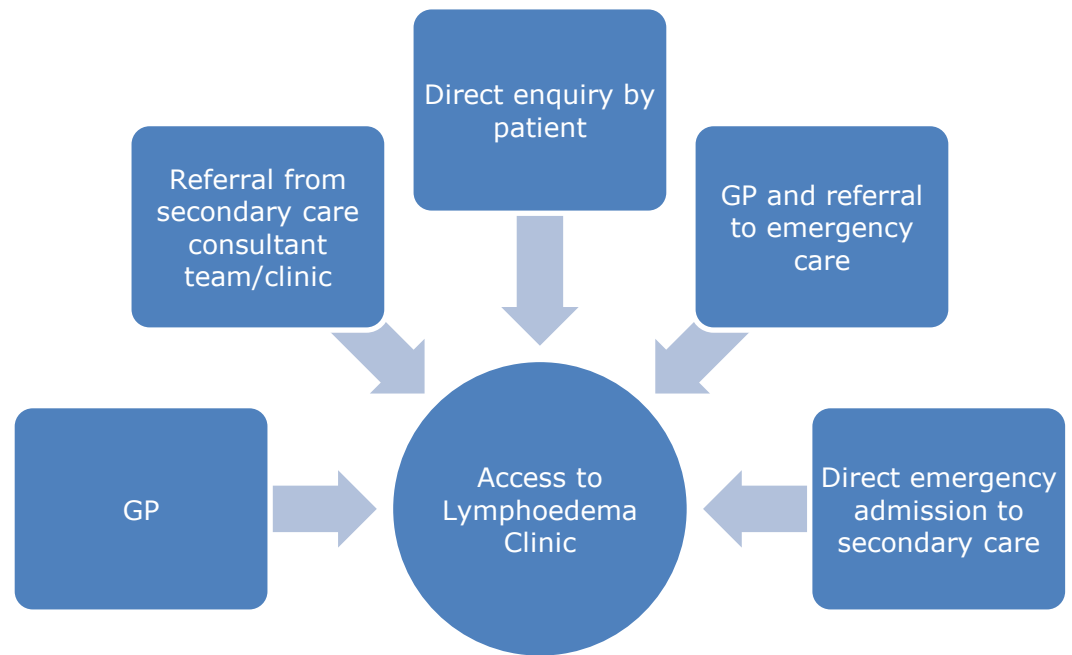 Direct enquiry by
patient
Referral from
secondary care
consultant
team/clinic
GP and referral
to emergency
care
GP
Access to
Lymphoedema
Clinic
Direct emergency
admission to
secondary care